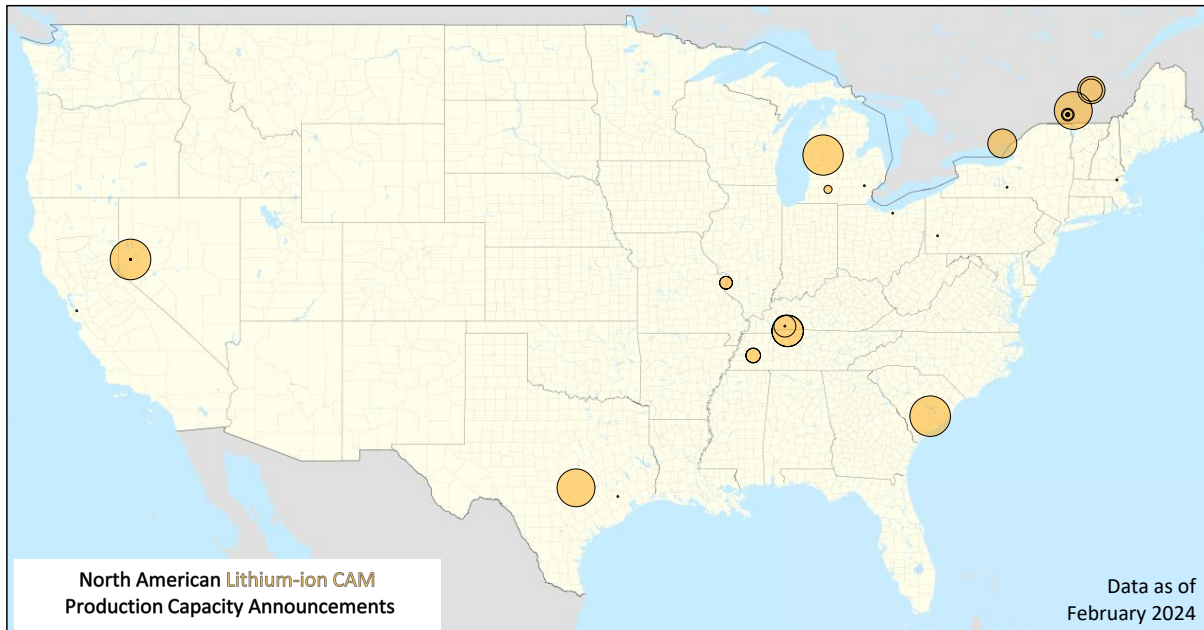 North American Lithium-ion CAM
Production Capacity Announcements
Data as of
February 2024